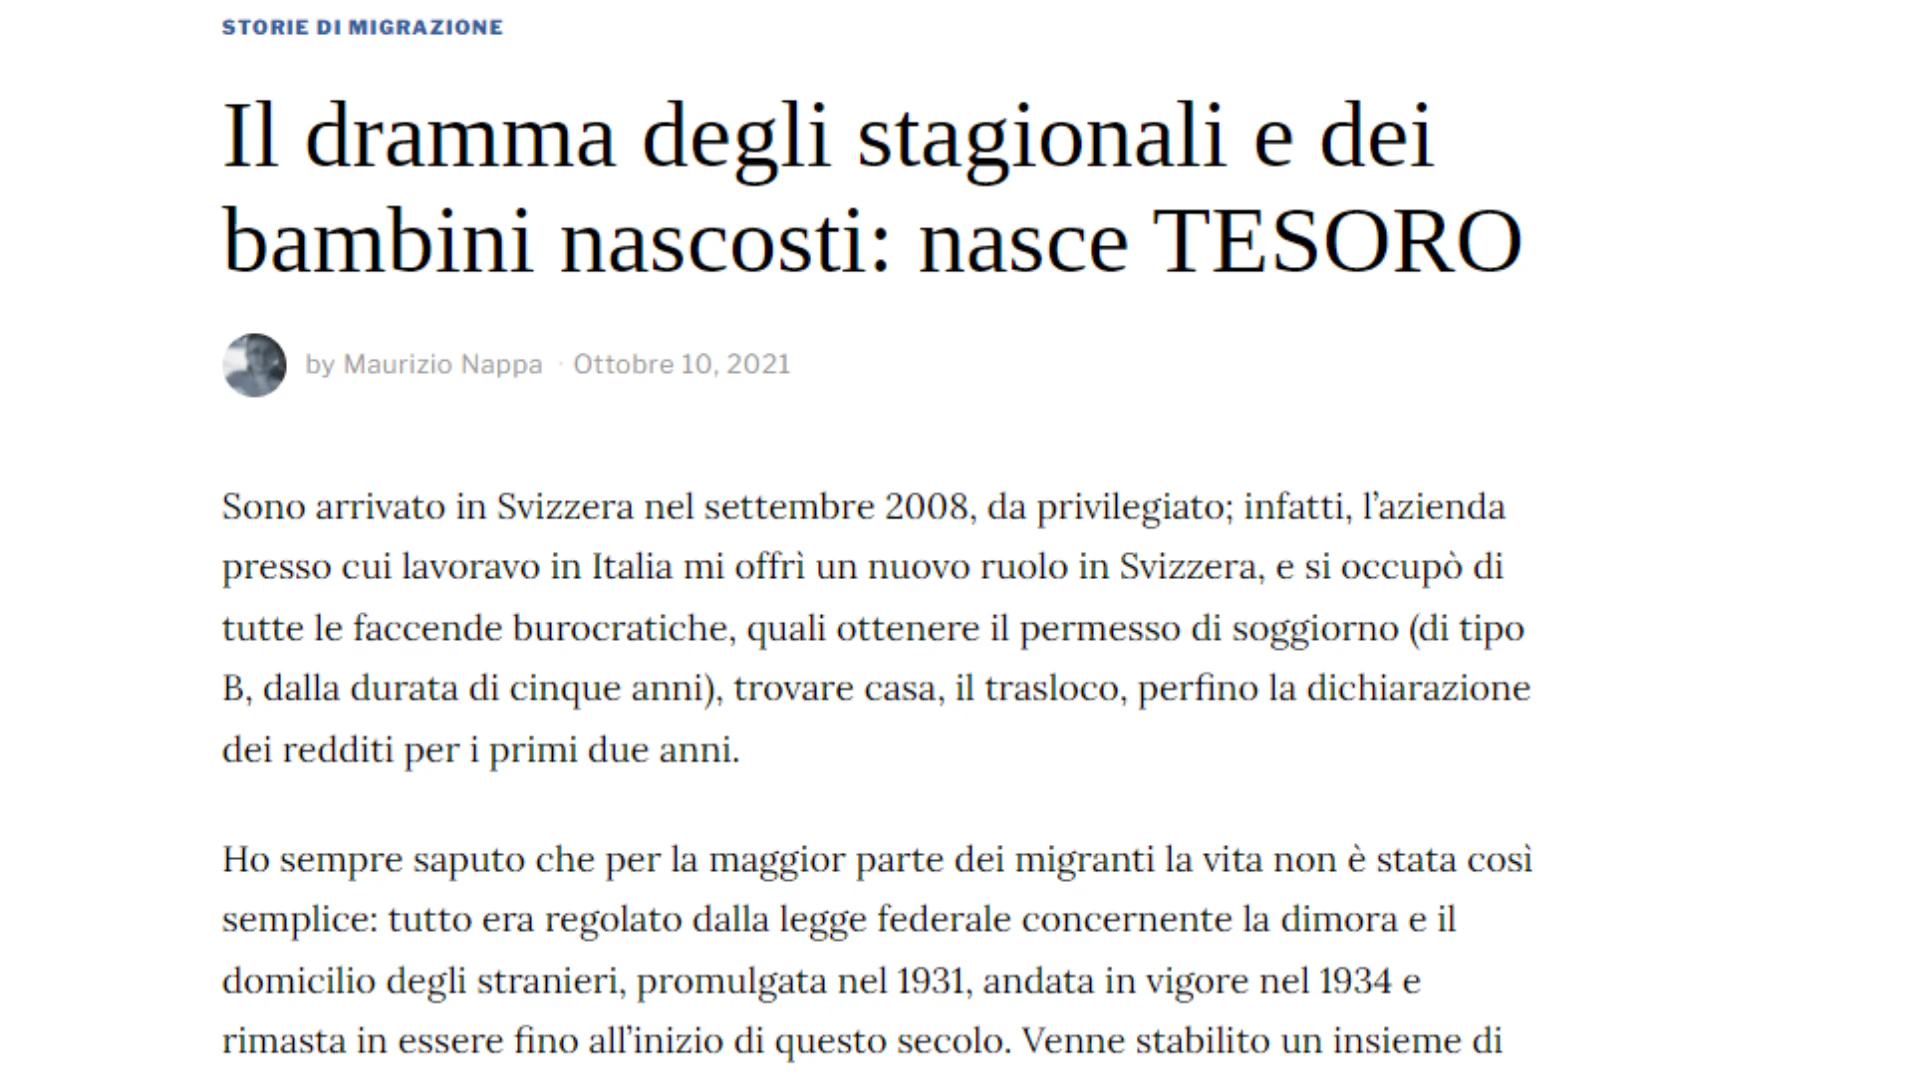 STORIE DI MIGRAZIONE
Il dramma degli stagionali e dei
bambini nascosti: nasce TESORO
by Maurizio Nappa · Ottobre 10, 2021
Sono arrivato in Svizzera nel settembre 2008, da privilegiato; infatti, l’azienda
presso cui lavoravo in Italia mi offrì un nuovo ruolo in Svizzera, e si occupò di
tutte le faccende burocratiche, quali ottenere il permesso di soggiorno (di tipo
B, dalla durata di cinque anni), trovare casa, il trasloco, perfino la dichiarazione
dei redditi per i primi due anni.
Ho sempre saputo che per la maggior parte dei migranti la vita non è stata così
semplice: tutto era regolato dalla legge federale concernente la dimora e il
domicilio degli stranieri, promulgata nel 1931, andata in vigore nel 1934 e
rimasta in essere fino all’inizio di questo secolo. Venne stabilito un insieme di